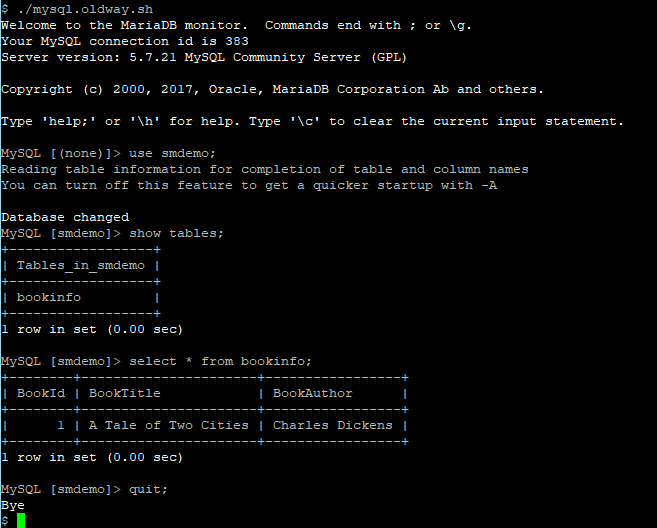 $ ./mysql.oldway.sh
Welcome to the MariaDB monitor.  Commands end with ; or \g.
Your MySQL connection id is 383
Server version: 5.7.21 MySQL Community Server (GPL)

Copyright (c) 2000, 2017, Oracle, MariaDB Corporation Ab and others.

Type 'help;' or '\h' for help. Type '\c' to clear the current input statement.

MySQL [(none)]> use smdemo;
Reading table information for completion of table and column names
You can turn off this feature to get a quicker startup with -A

Database changed
MySQL [smdemo]> show tables;
+------------------+
| Tables_in_smdemo |
+------------------+
| bookinfo         |
+------------------+
1 row in set (0.00 sec)

MySQL [smdemo]> select * from bookinfo;
+--------+----------------------+-----------------+
| BookId | BookTitle            | BookAuthor      |
+--------+----------------------+-----------------+
|      1 | A Tale of Two Cities | Charles Dickens |
+--------+----------------------+-----------------+
1 row in set (0.00 sec)

MySQL [smdemo]> quit;
Bye
$